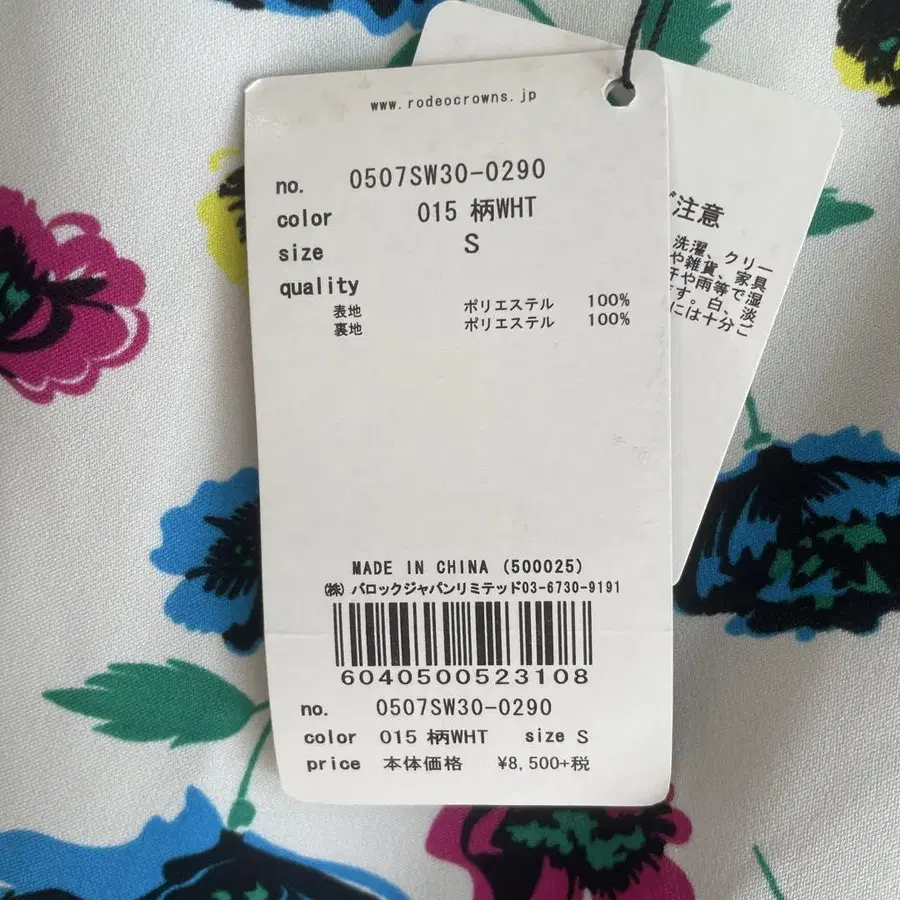 www.rodeocrowns.jp
no. 0507SW30-0290
color 015 柄WHT
size S
quality
表地 ポリエステル 100%
裏地 ポリエステル 100%
MADE IN CHINA (500025)
(株) バロックジャパンリミテッド03-6730-9191
6040500523108
no. 0507SW30-0290
color 015 柄WHT size S
price 本体価格 ¥8,500+税
ご注意
洗濯、クリー
や雑貨、家具
汗や雨等で湿
す。白、淡
には十分ご